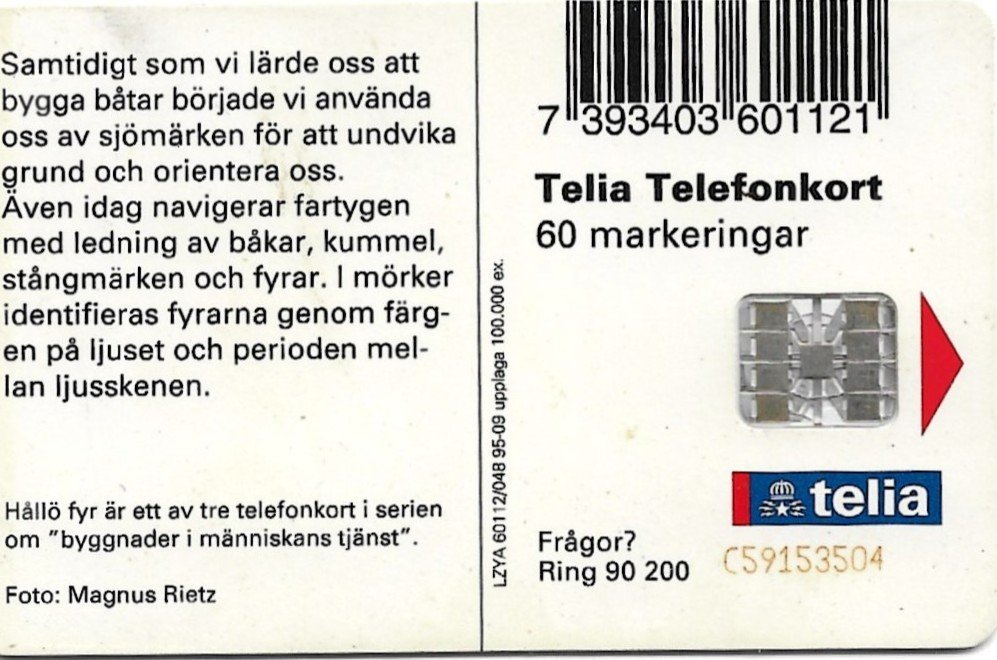 Samtidigt som vi lärde oss att
bygga båtar började vi använda
oss av sjömärken för att undvika
grund och orientera oss.
Även idag navigerar fartygen
med ledning av båkar, kummel,
stångmärken och fyrar. I mörker
identifieras fyrarna genom färg-
en på ljuset och perioden mel-
lan ljusskenen.
Hållö fyr är ett av tre telefonkort i serien
om "byggnader i människans tjänst".
Foto: Magnus Rietz
LZYA 60112/048 95-09 upplaga 100.000 ex.
7 393403 601121
Telia Telefonkort
60 markeringar
telia
Frågor?
Ring 90 200
C59153504